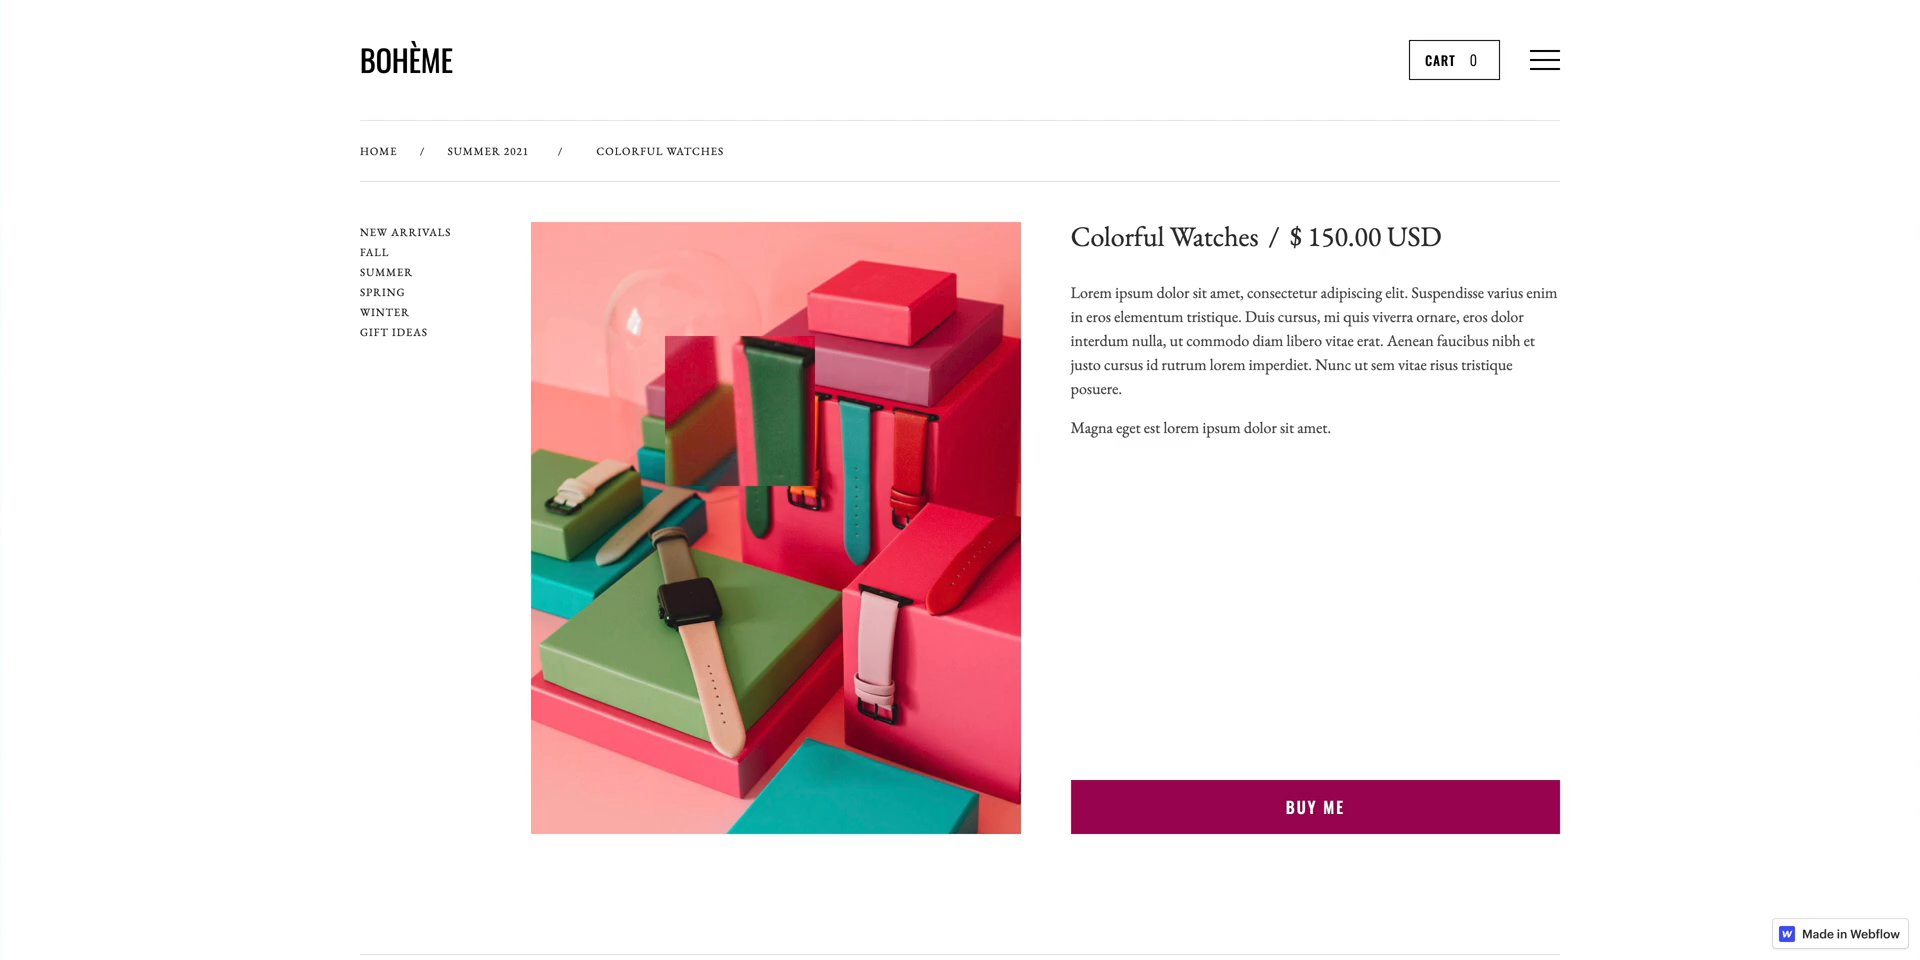 BOHÈME
CART 0
HOME / SUMMER 2021 / COLORFUL WATCHES
NEW ARRIVALS
FALL
SUMMER
SPRING
WINTER
GIFT IDEAS
Colorful Watches / $ 150.00 USD
Lorem ipsum dolor sit amet, consectetur adipiscing elit. Suspendisse varius enim
in eros elementum tristique. Duis cursus, mi quis viverra ornare, eros dolor
interdum nulla, ut commodo diam libero vitae erat. Aenean faucibus nibh et
justo cursus id rutrum lorem imperdiet. Nunc ut sem vitae risus tristique
posuere.
Magna eget est lorem ipsum dolor sit amet.
BUY ME
Made in Webflow